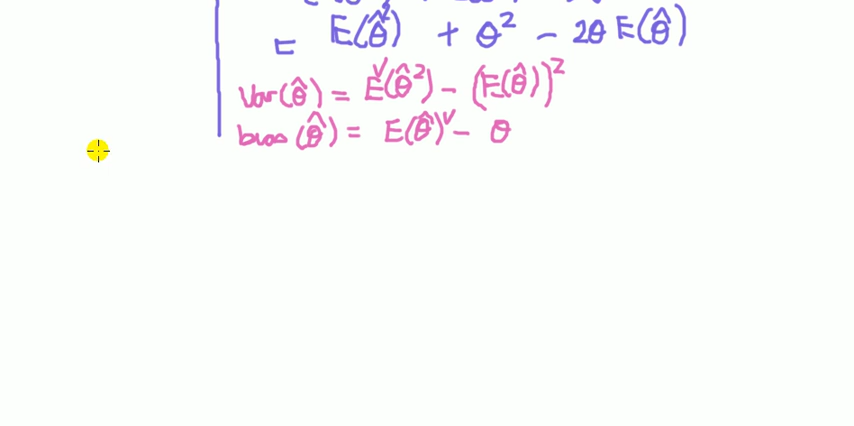 = E(θ̂²) + θ² - 2θ E(θ̂)
Var(θ̂) = E(θ̂²) - (E(θ̂))²
bias(θ̂) = E(θ̂) - θ